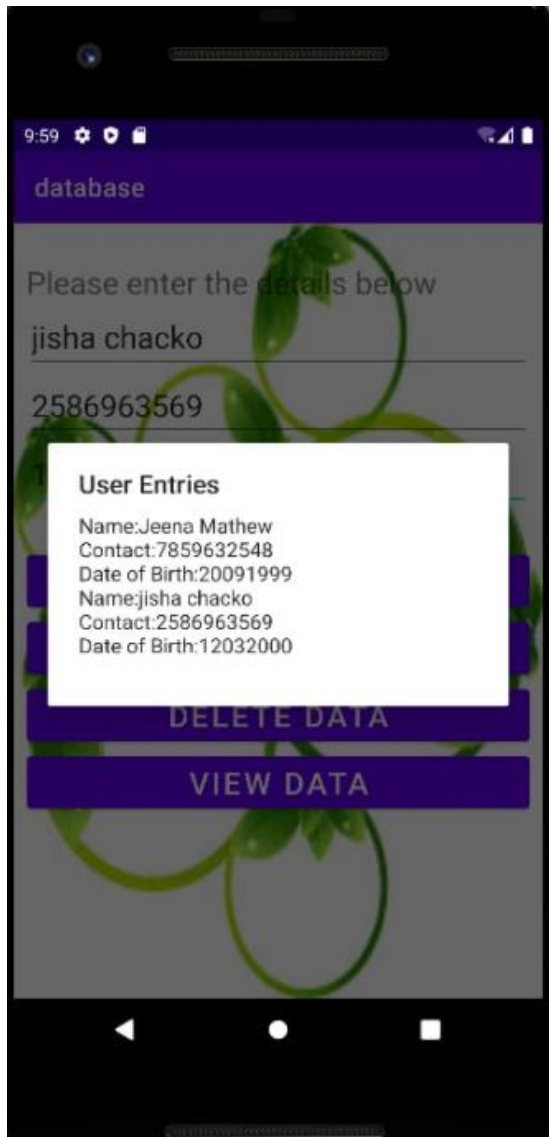 9:59
database
Please enter the details below
jisha chacko
2586963569
1
User Entries
Name:Jeena Mathew
Contact:7859632548
Date of Birth:20091999
Name:jisha chacko
Contact:2586963569
Date of Birth:12032000
DELETE DATA
VIEW DATA